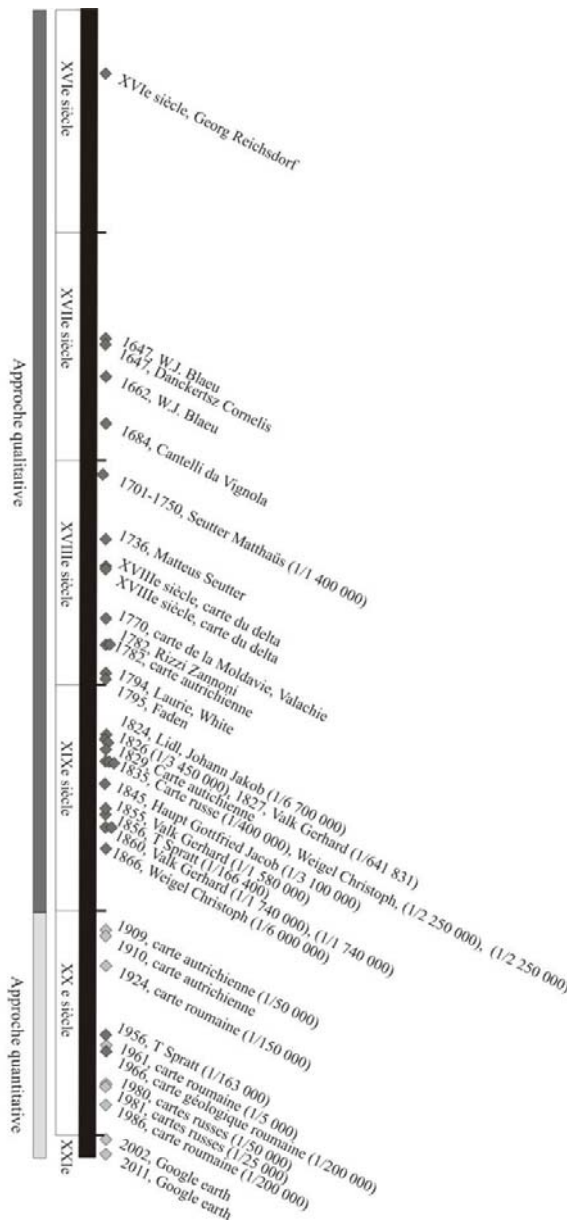 XVIe siècle
XVIIe siècle
XVIIIe siècle
XIXe siècle
XX e siècle
XXIe
Approche qualitative
Approche quantitative
XVIe siècle, Georg Reichsdorf
1647, W.J. Blaeu
1647, Danckertsz Cornelis
1662, W.J. Blaeu
1684, Cantelli da Vignola
1701-1750, Seutter Matthaüs (1/1 400 000)
1736, Matteus Seutter
XVIIIe siècle, carte du delta
XVIIIe siècle, carte du delta
1770, carte de la Moldavie, Valachie
1782, Rizzi Zannoni
1782, carte autrichienne
1794, Laurie, White
1795, Faden
1824, Lidl, Johann Jakob (1/6 700 000)
1826 (1/3 450 000), 1827, Valk Gerhard (1/641 831)
1829, Carte autichienne
1835, Carte russe (1/400 000), Weigel Christoph, (1/2 250 000), (1/2 250 000)
1845, Haupt Gottfried Jacob (1/3 100 000)
1855, Valk Gerhard (1/1 580 000)
1856, T Spratt (1/166 400)
1860, Valk Gerhard (1/1 740 000), (1/1 740 000)
1866, Weigel Christoph (1/6 000 000)
1909, carte autrichienne (1/50 000)
1910, carte autrichienne
1924, carte roumaine (1/150 000)
1956, T Spratt (1/163 000)
1961, carte roumaine (1/5 000)
1966, carte géologique roumaine (1/200 000)
1980, cartes russes (1/50 000)
1981, cartes russes (1/25 000)
1986, carte roumaine (1/200 000)
2002, Google earth
2011, Google earth